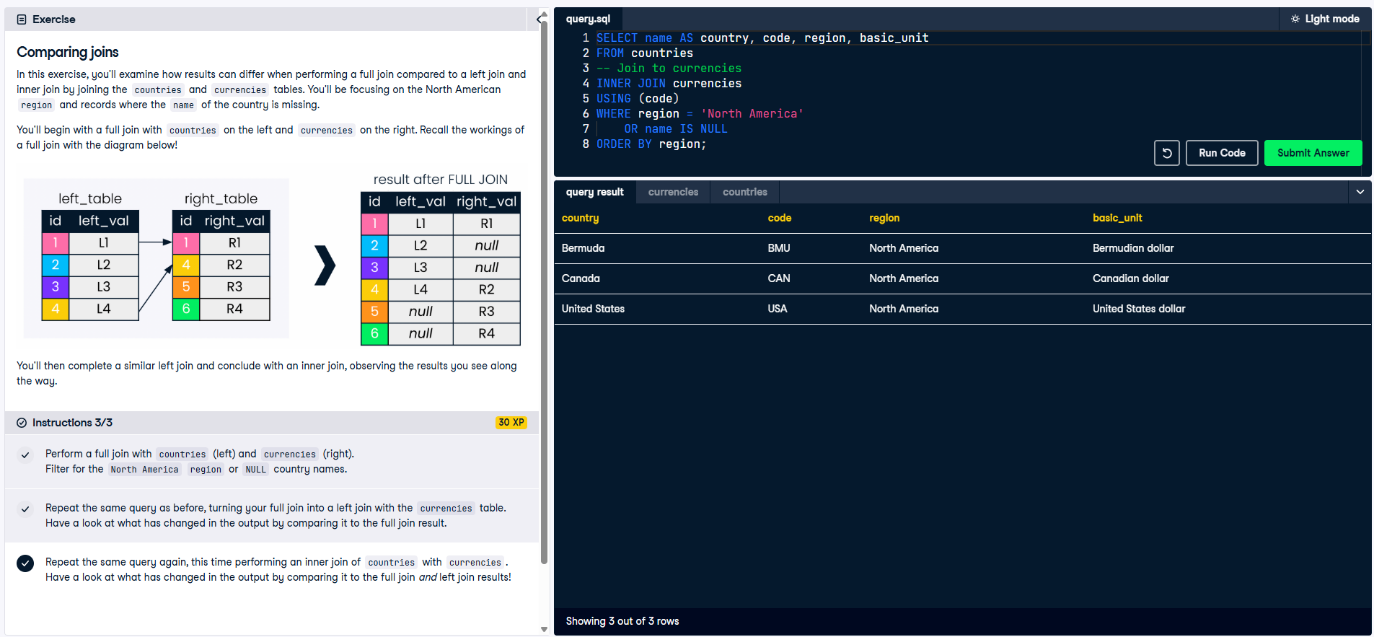 Exercise
Comparing joins
In this exercise, you'll examine how results can differ when performing a full join compared to a left join and
inner join by joining the countries and currencies tables. You'll be focusing on the North American
region and records where the name of the country is missing.
You'll begin with a full join with countries on the left and currencies on the right. Recall the workings of
a full join with the diagram below!
left_table
id left_val
1 L1
2 L2
3 L3
4 L4
right_table
id right_val
1 R1
4 R2
5 R3
6 R4
result after FULL JOIN
id left_val right_val
1 L1 R1
2 L2 null
3 L3 null
4 L4 R2
5 null R3
6 null R4
You'll then complete a similar left join and conclude with an inner join, observing the results you see along
the way.
Instructions 3/3
30 XP
Perform a full join with countries (left) and currencies (right).
Filter for the North America region or NULL country names.
Repeat the same query as before, turning your full join into a left join with the currencies table.
Have a look at what has changed in the output by comparing it to the full join result.
Repeat the same query again, this time performing an inner join of countries with currencies .
Have a look at what has changed in the output by comparing it to the full join and left join results!
query.sql
Light mode
1 SELECT name AS country, code, region, basic_unit
2 FROM countries
3 -- Join to currencies
4 INNER JOIN currencies
5 USING (code)
6 WHERE region = 'North America'
7 OR name IS NULL
8 ORDER BY region;
Run Code
Submit Answer
query result currencies countries
country code region basic_unit
Bermuda BMU North America Bermudian dollar
Canada CAN North America Canadian dollar
United States USA North America United States dollar
Showing 3 out of 3 rows